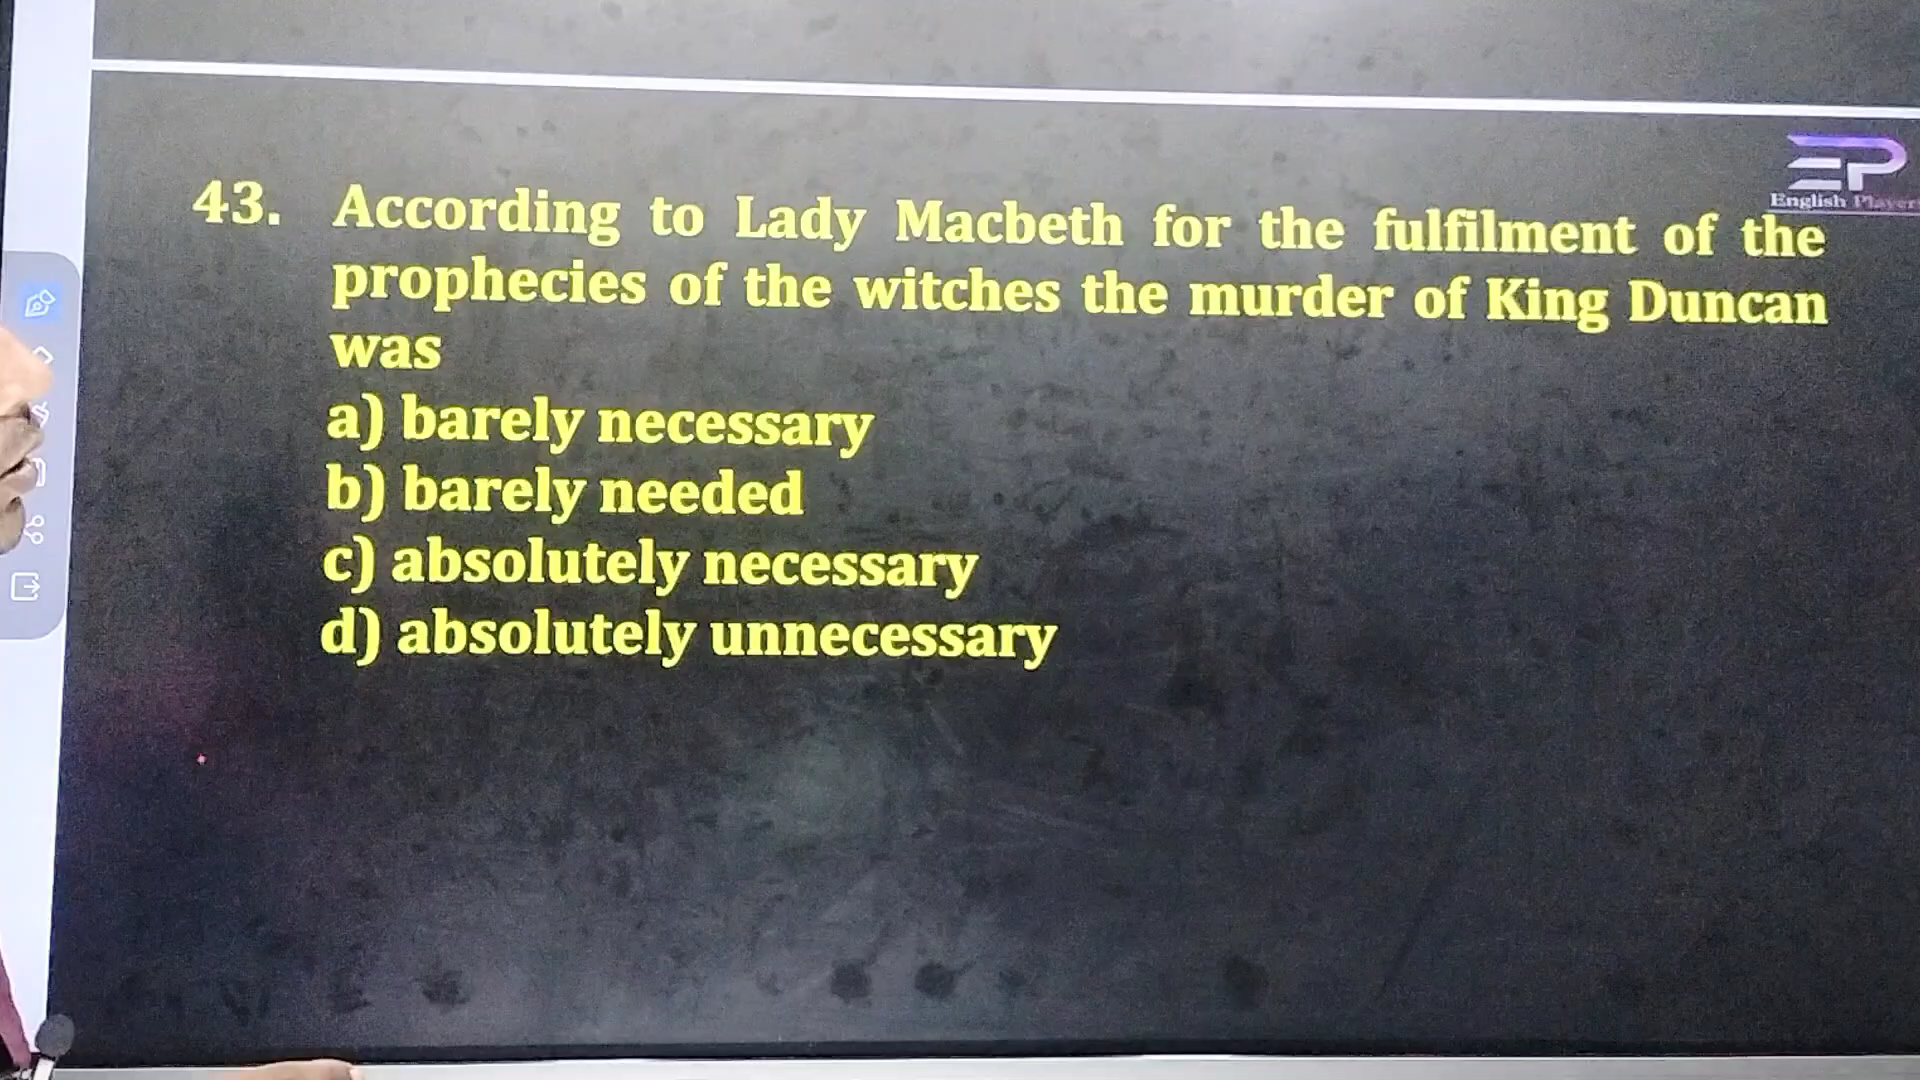 EP
English Players
43. According to Lady Macbeth for the fulfilment of the
prophecies of the witches the murder of King Duncan
was
a) barely necessary
b) barely needed
c) absolutely necessary
d) absolutely unnecessary